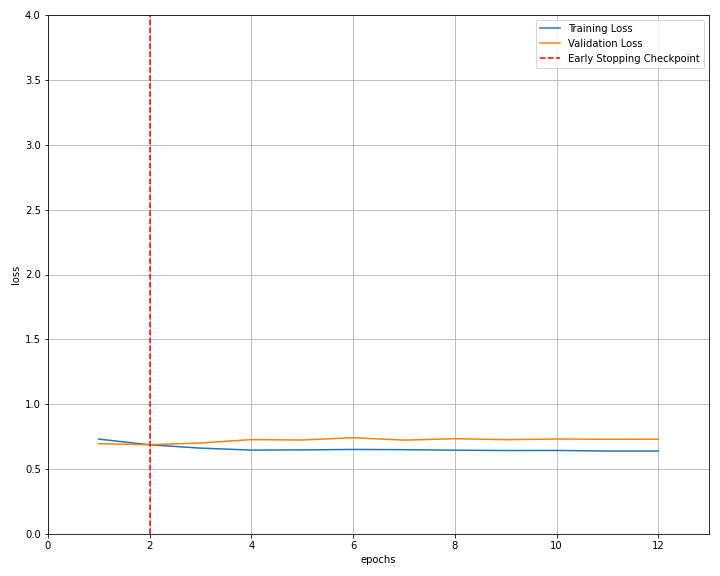 4.0
3.5
3.0
2.5
2.0
1.5
1.0
0.5
0.0
loss
0 2 4 6 8 10 12
epochs
Training Loss
Validation Loss
Early Stopping Checkpoint